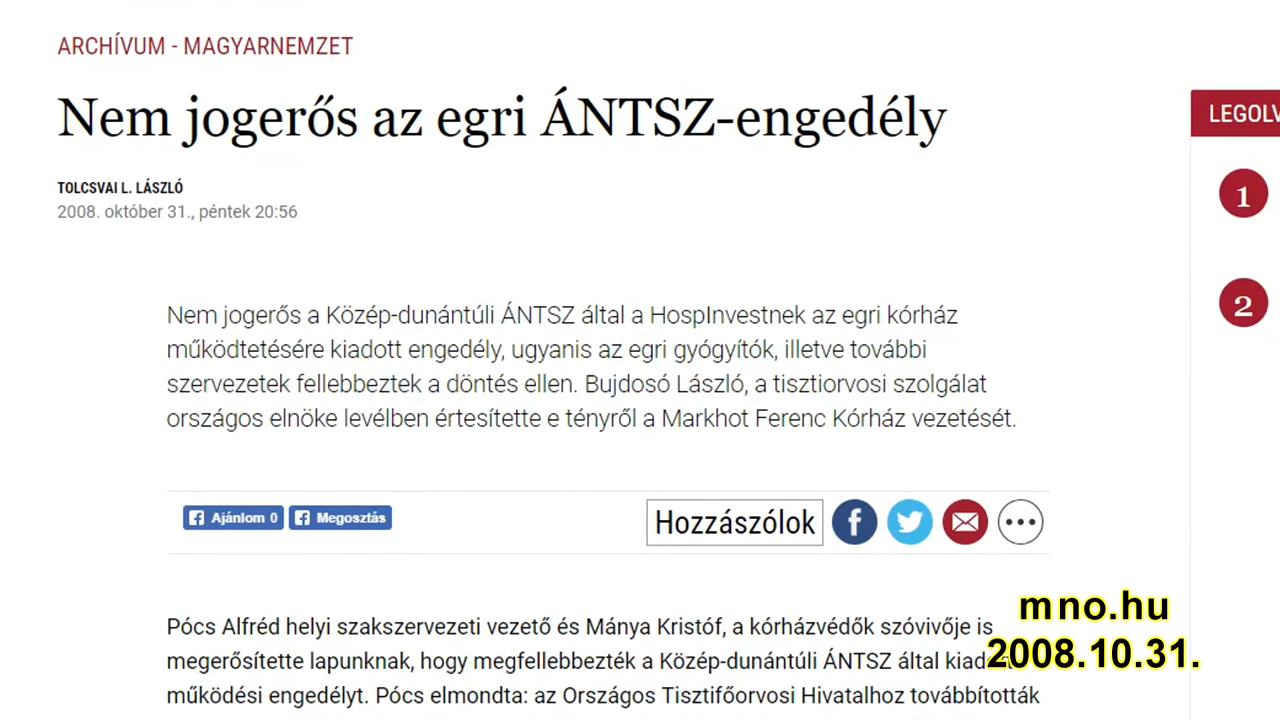 ARCHÍVUM - MAGYARNEMZET
Nem jogerős az egri ÁNTSZ-engedély
TOLCSVAI L. LÁSZLÓ
2008. október 31., péntek 20:56
LEGOLV
1
2
Nem jogerős a Közép-dunántúli ÁNTSZ által a HospInvestnek az egri kórház
működtetésére kiadott engedély, ugyanis az egri gyógyítók, illetve további
szervezetek fellebbeztek a döntés ellen. Bujdosó László, a tisztiorvosi szolgálat
országos elnöke levélben értesítette e tényről a Markhot Ferenc Kórház vezetését.
Ajánlom 0 Megosztás
Hozzászólok
Pócs Alfréd helyi szakszervezeti vezető és Mánya Kristóf, a kórházvédők szóvivője is
megerősítette lapunknak, hogy megfellebbezték a Közép-dunántúli ÁNTSZ által
működési engedélyt. Pócs elmondta: az Országos Tisztifőorvosi Hivatalhoz továbbították
mno.hu
2008.10.31.